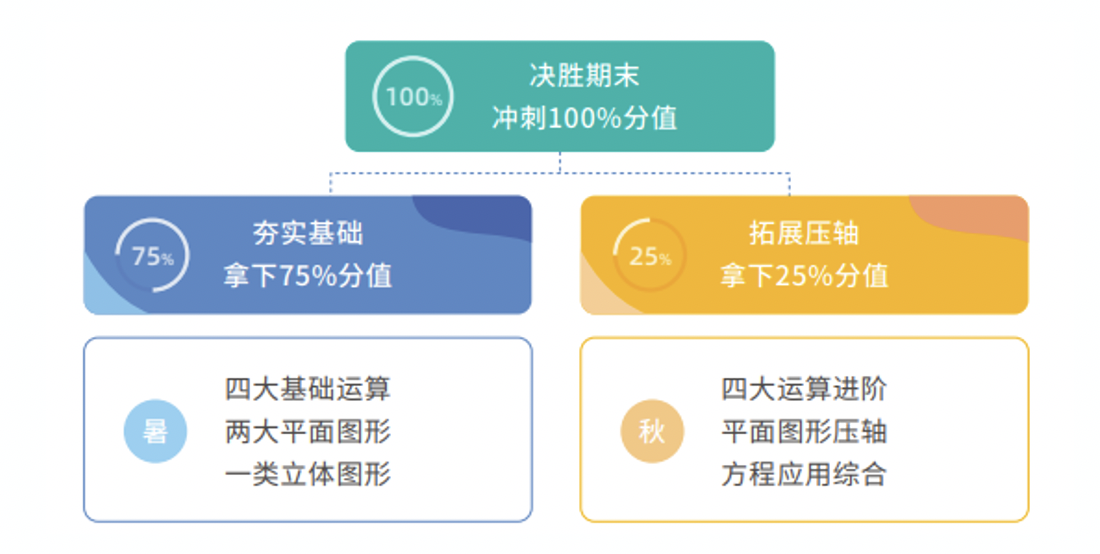 100%
决胜期末
冲刺100%分值
75%
夯实基础
拿下75%分值
25%
拓展压轴
拿下25%分值
暑
四大基础运算
两大平面图形
一类立体图形
秋
四大运算进阶
平面图形压轴
方程应用综合